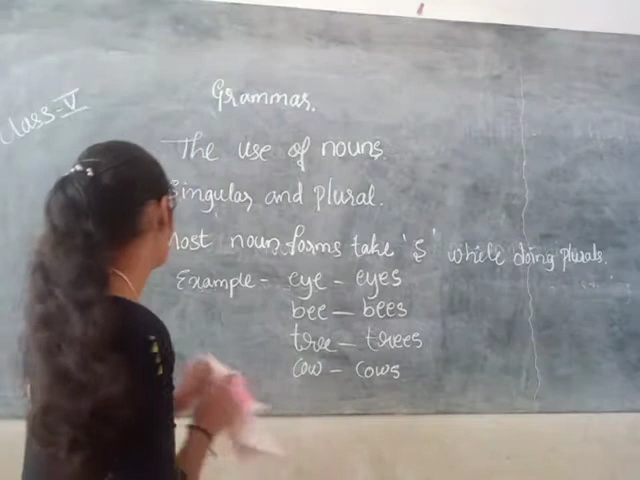 Class:- V
Grammar.
The use of nouns.
Singular and plural.
Most noun forms take 's' while doing plurals.
Example - eye - eyes
bee - bees
tree - trees
cow - cows